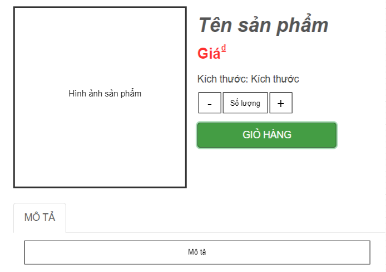 Tên sản phẩm
Giá₫
Hình ảnh sản phẩm
Kích thước: Kích thước
- Số lượng +
GIỎ HÀNG
MÔ TẢ
Mô tả